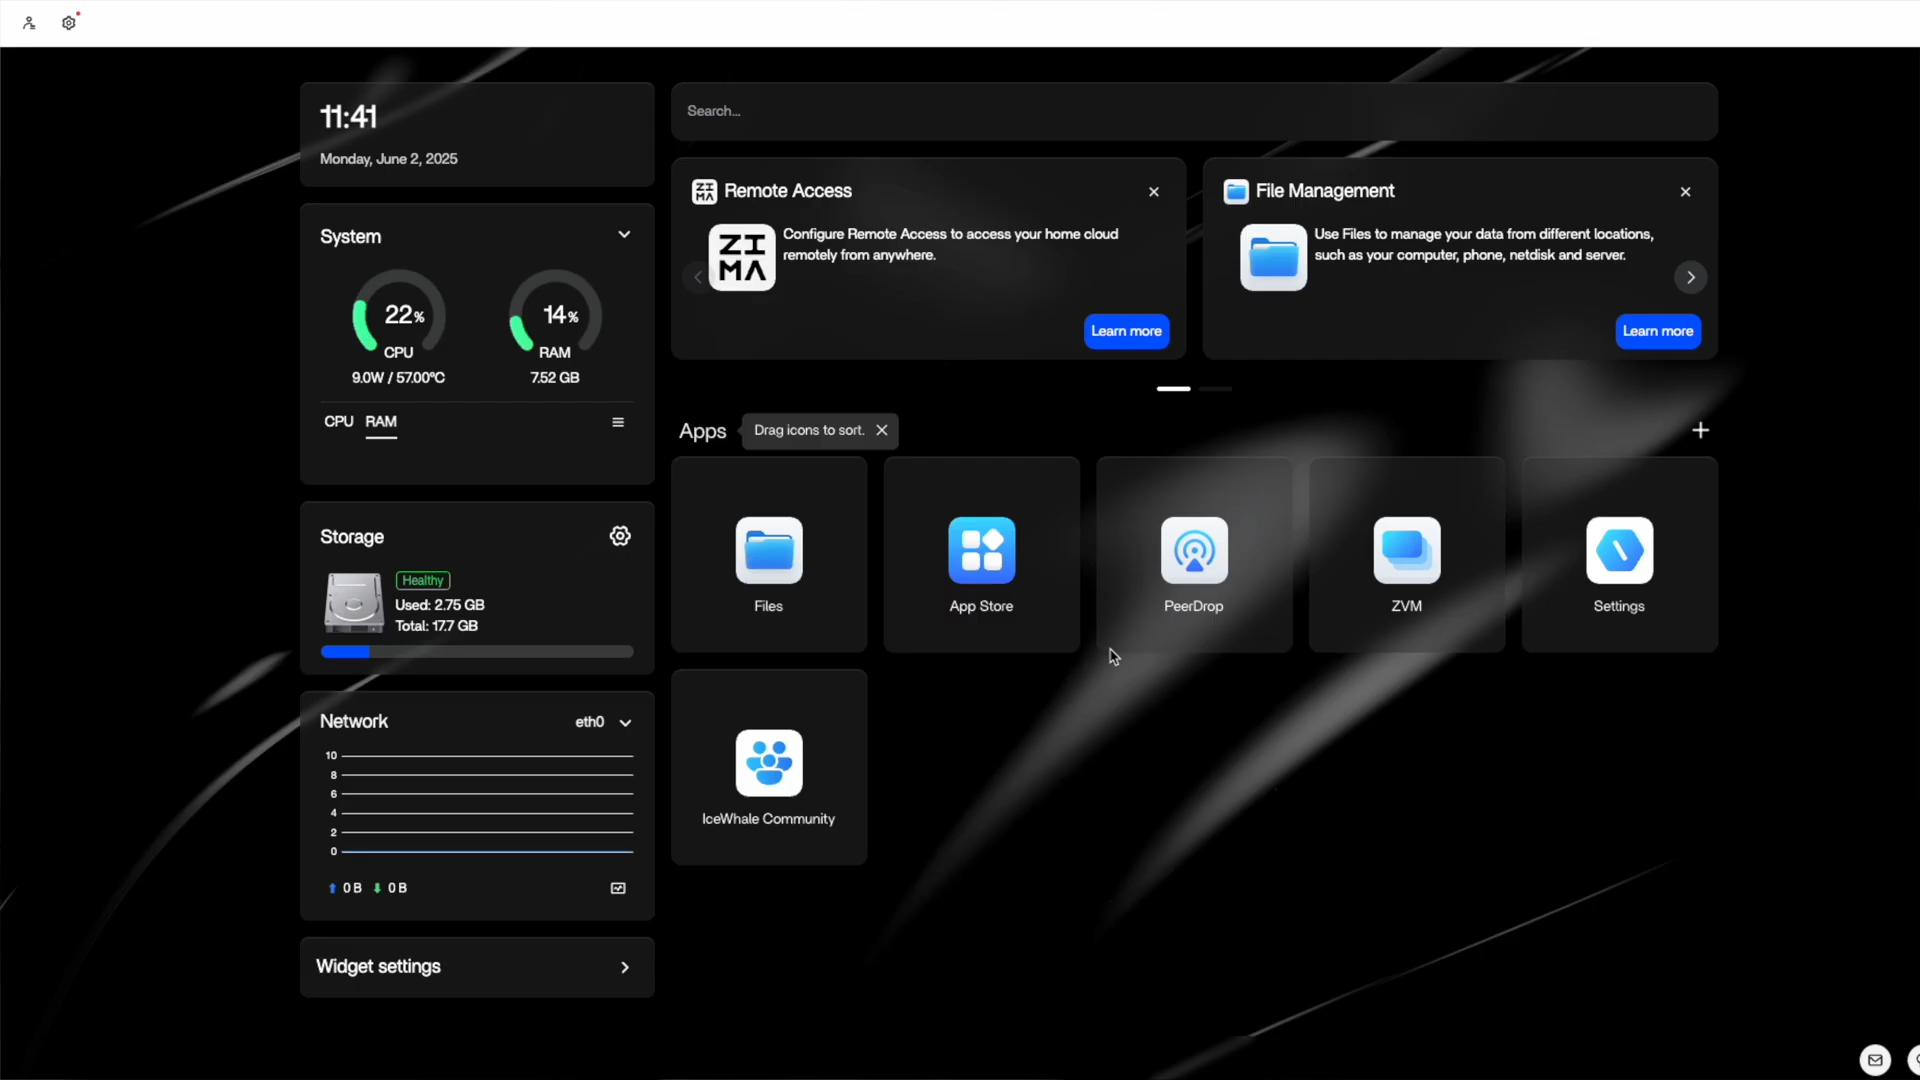 11:41
Monday, June 2, 2025
System
22%
CPU
9.0W / 57.00°C
14%
RAM
7.52 GB
CPU RAM
Storage
Healthy
Used: 2.75 GB
Total: 17.7 GB
Network
eth0
10
8
6
4
2
0
0 B 0 B
Widget settings
Search...
Remote Access
ZI
MA
Configure Remote Access to access your home cloud
remotely from anywhere.
Learn more
File Management
Use Files to manage your data from different locations,
such as your computer, phone, netdisk and server.
Learn more
Apps
Drag icons to sort.
Files
App Store
PeerDrop
ZVM
Settings
IceWhale Community